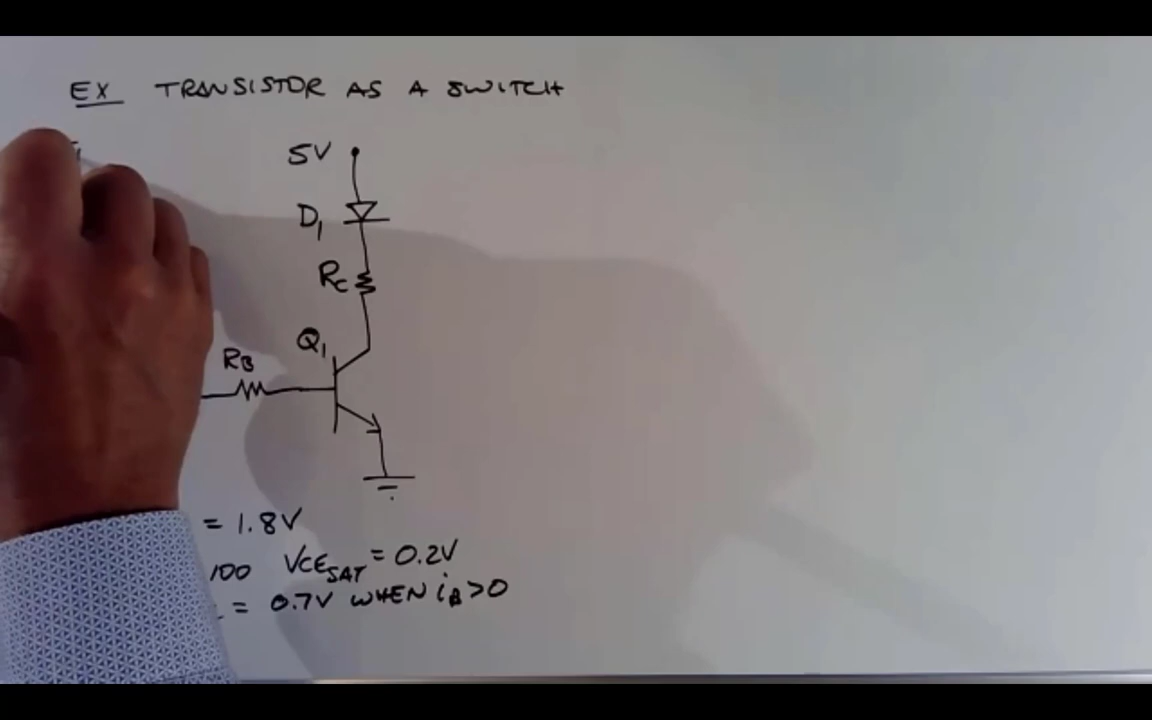 EX TRANSISTOR AS A SWITCH
5V
D1
RC
Q1
RB
= 1.8V
100 VCESAT = 0.2V
= 0.7V WHEN iB>0